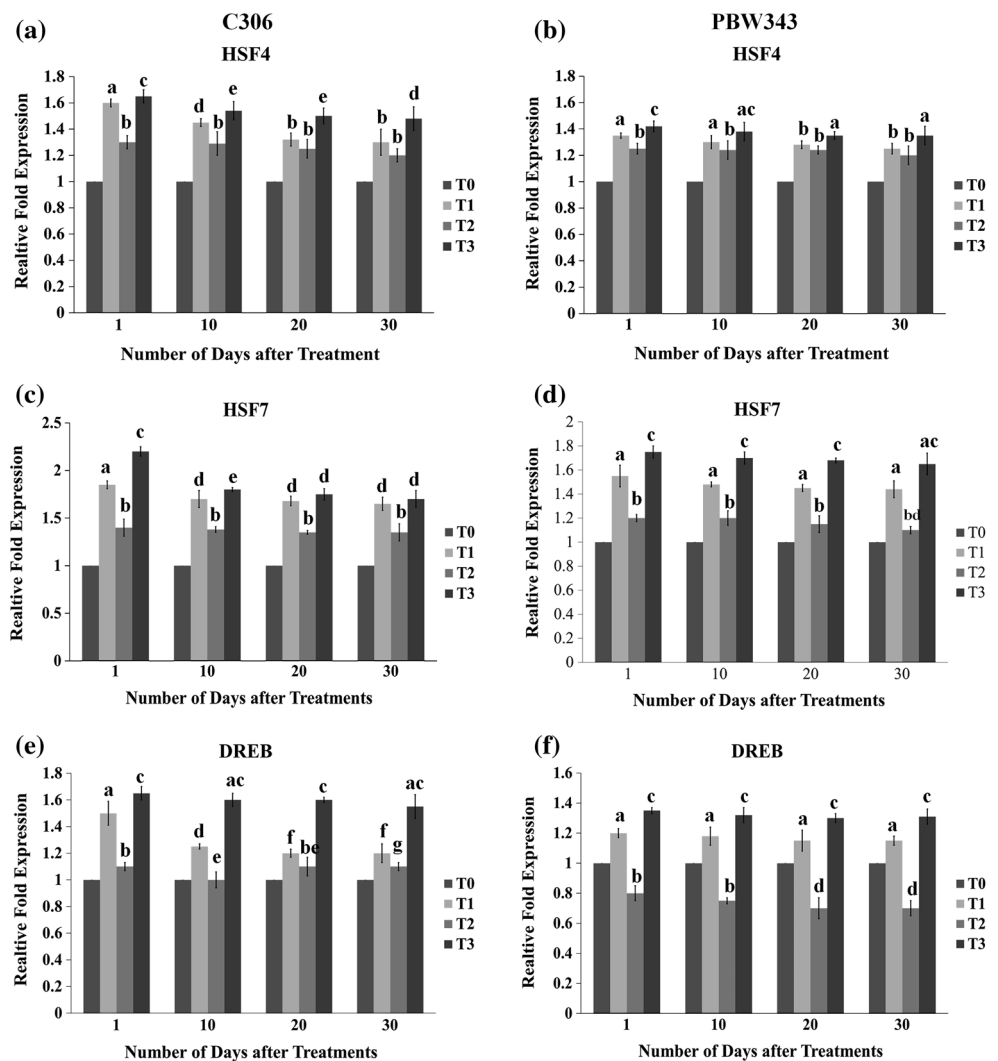 C306
PBW343
(a)
HSF4
Realtive Fold Expression
1.8
1.6
1.4
1.2
1
0.8
0.6
0.4
0.2
0
a b c
d b e
b b e
b b d
1 10 20 30
Number of Days after Treatment
T0
T1
T2
T3
(b)
HSF4
Realtive Fold Expression
1.8
1.6
1.4
1.2
1
0.8
0.6
0.4
0.2
0
a b c
a b ac
b b a
b b a
1 10 20 30
Number of Days after Treatment
T0
T1
T2
T3
(c)
HSF7
Realtive Fold Expression
2.5
2
1.5
1
0.5
0
a b c
d b e
d b d
d b d
1 10 20 30
Number of Days after Treatments
T0
T1
T2
T3
(d)
HSF7
Realtive Fold Expression
2
1.8
1.6
1.4
1.2
1
0.8
0.6
0.4
0.2
0
a b c
a b c
a b c
a bd ac
1 10 20 30
Number of Days after Treatments
T0
T1
T2
T3
(e)
DREB
Realtive Fold Expression
1.8
1.6
1.4
1.2
1
0.8
0.6
0.4
0.2
0
a b c
d e ac
f be c
f g ac
1 10 20 30
Number of Days after Treatment
T0
T1
T2
T3
(f)
DREB
Realtive Fold Expression
1.6
1.4
1.2
1
0.8
0.6
0.4
0.2
0
a b c
a b c
a d c
a d c
1 10 20 30
Number of Days after Treatment
T0
T1
T2
T3